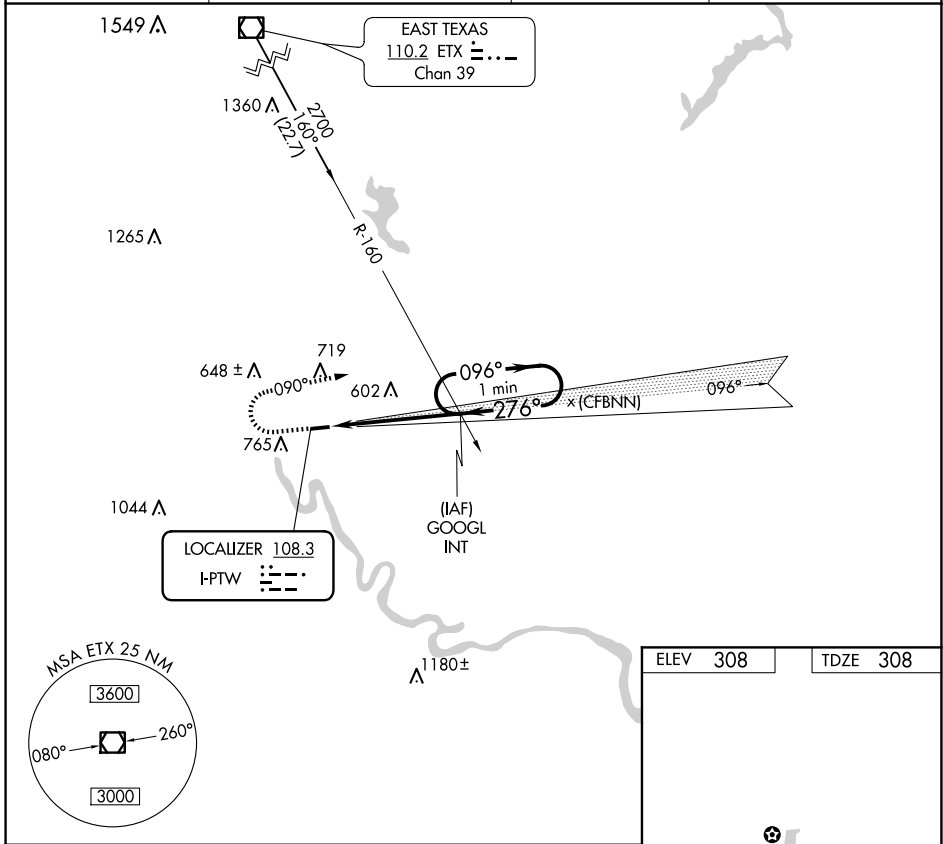 1549
EAST TEXAS
110.2 ETX
Chan 39
1360
2700
160°
(22.7)
R-160
1265
719
648 ±
090°
602
096°
1 min
276°
(CFBNN)
096°
765
1044
(IAF)
GOOGL
INT
LOCALIZER 108.3
I-PTW
1180±
MSA ETX 25 NM
3600
080°
260°
3000
ELEV 308
TDZE 308